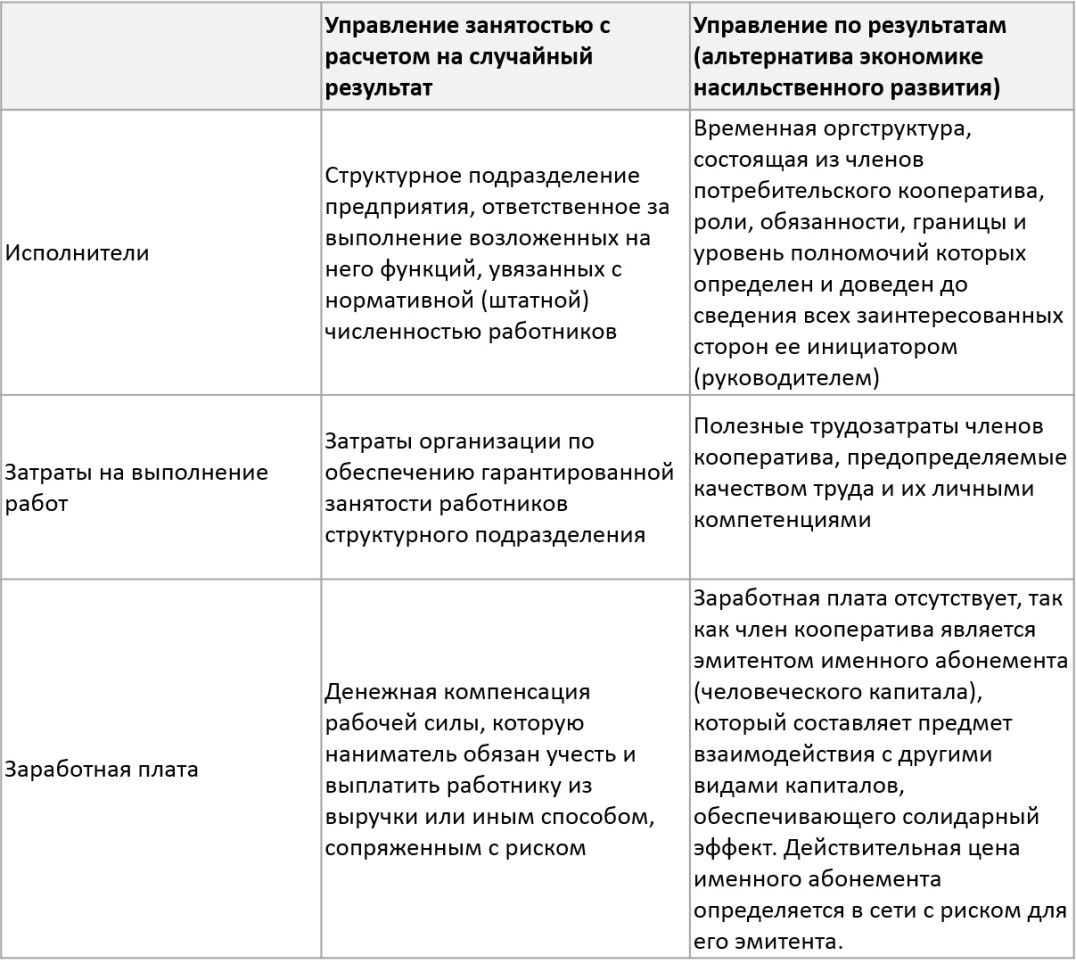 Управление занятостью с
расчетом на случайный
результат
Управление по результатам
(альтернатива экономике
насильственного развития)
Исполнители
Структурное подразделение
предприятия, ответственное за
выполнение возложенных на
него функций, увязанных с
нормативной (штатной)
численностью работников
Временная оргструктура,
состоящая из членов
потребительского кооператива,
роли, обязанности, границы и
уровень полномочий которых
определен и доведен до
сведения всех заинтересованных
сторон ее инициатором
(руководителем)
Затраты на выполнение
работ
Затраты организации по
обеспечению гарантированной
занятости работников
структурного подразделения
Полезные трудозатраты членов
кооператива, предопределяемые
качеством труда и их личными
компетенциями
Заработная плата
Денежная компенсация
рабочей силы, которую
наниматель обязан учесть и
выплатить работнику из
выручки или иным способом,
сопряженным с риском
Заработная плата отсутствует, так
как член кооператива является
эмитентом именного абонемента
(человеческого капитала),
который составляет предмет
взаимодействия с другими
видами капиталов,
обеспечивающего солидарный
эффект. Действительная цена
именного абонемента
определяется в сети с риском для
его эмитента.